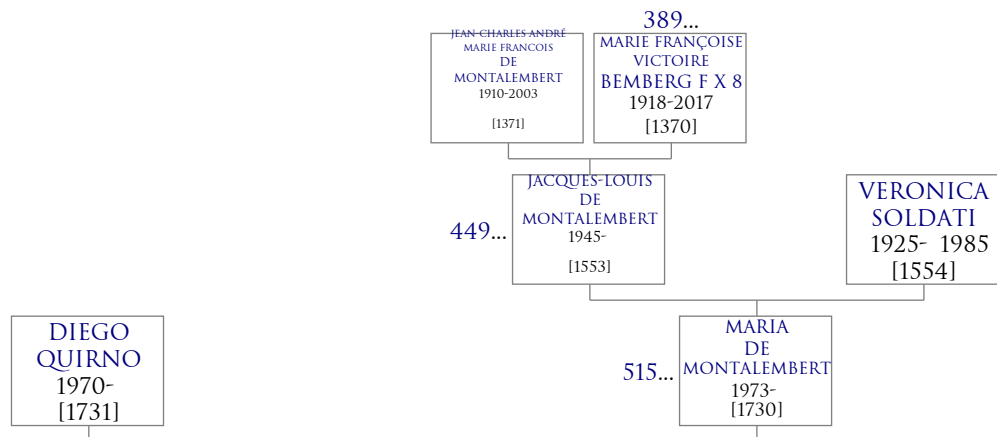 389...
JEAN-CHARLES ANDRÉ
MARIE FRANCOIS
DE
MONTALEMBERT
1910-2003
[1371]
MARIE FRANÇOISE
VICTOIRE
BEMBERG F X 8
1918-2017
[1370]
449...
JACQUES-LOUIS
DE
MONTALEMBERT
1945-
[1553]
VERONICA
SOLDATI
1925- 1985
[1554]
DIEGO
QUIRNO
1970-
[1731]
515...
MARIA
DE
MONTALEMBERT
1973-
[1730]